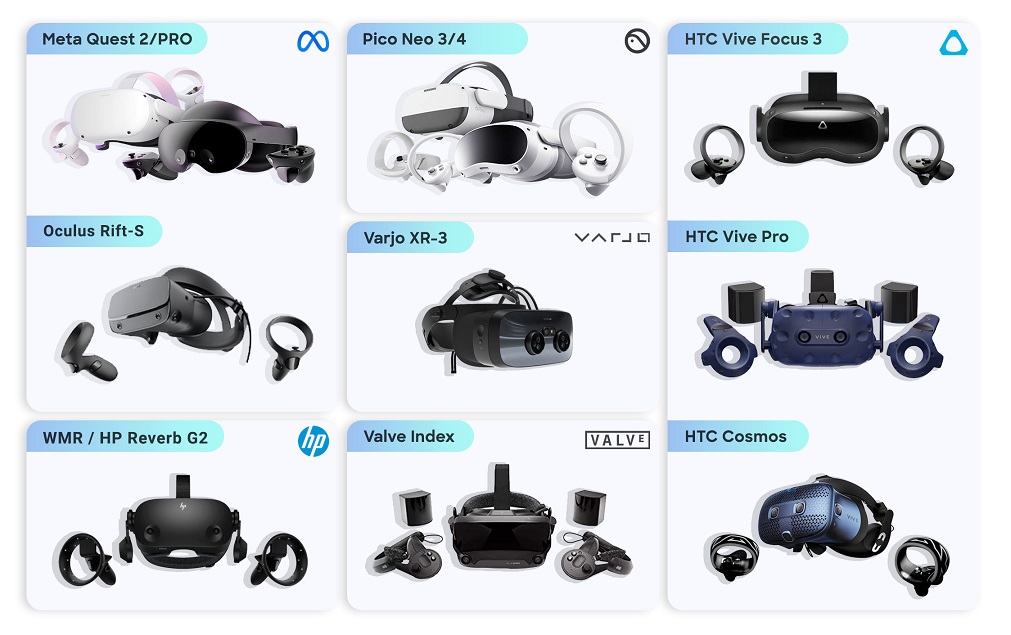 Meta Quest 2/PRO
Pico Neo 3/4
HTC Vive Focus 3
Oculus Rift-S
Varjo XR-3
VARJO
HTC Vive Pro
VIVE
WMR / HP Reverb G2
hp
Valve Index
VALVE
HTC Cosmos
VIVE